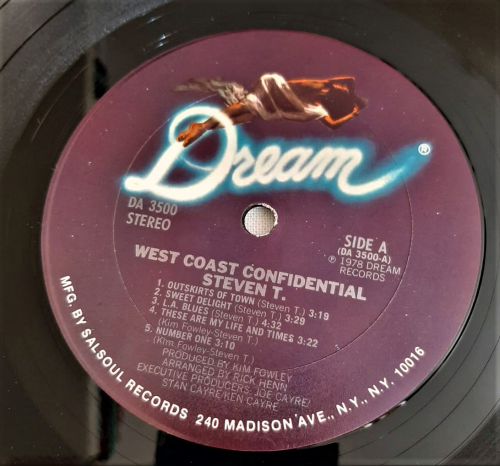 Dream ®
DA 3500
STEREO
SIDE A
(DA 3500-A)
℗ 1978 DREAM
RECORDS
WEST COAST CONFIDENTIAL
STEVEN T.
1. OUTSKIRTS OF TOWN (Steven T.) 3:19
2. SWEET DELIGHT (Steven T.) 3:29
3. L.A. BLUES (Steven T.) 4:32
4. THESE ARE MY LIFE AND TIMES 3:22
(Kim Fowley-Steven T.)
5. NUMBER ONE 3:10
(Kim Fowley-Steven T.)
PRODUCED BY KIM FOWLEY
ARRANGED BY RICK HENN
EXECUTIVE PRODUCERS, JOE CAYRE/
STAN CAYRE/KEN CAYRE
MFG. BY SALSOUL RECORDS 240 MADISON AVE., N.Y., N.Y. 10016